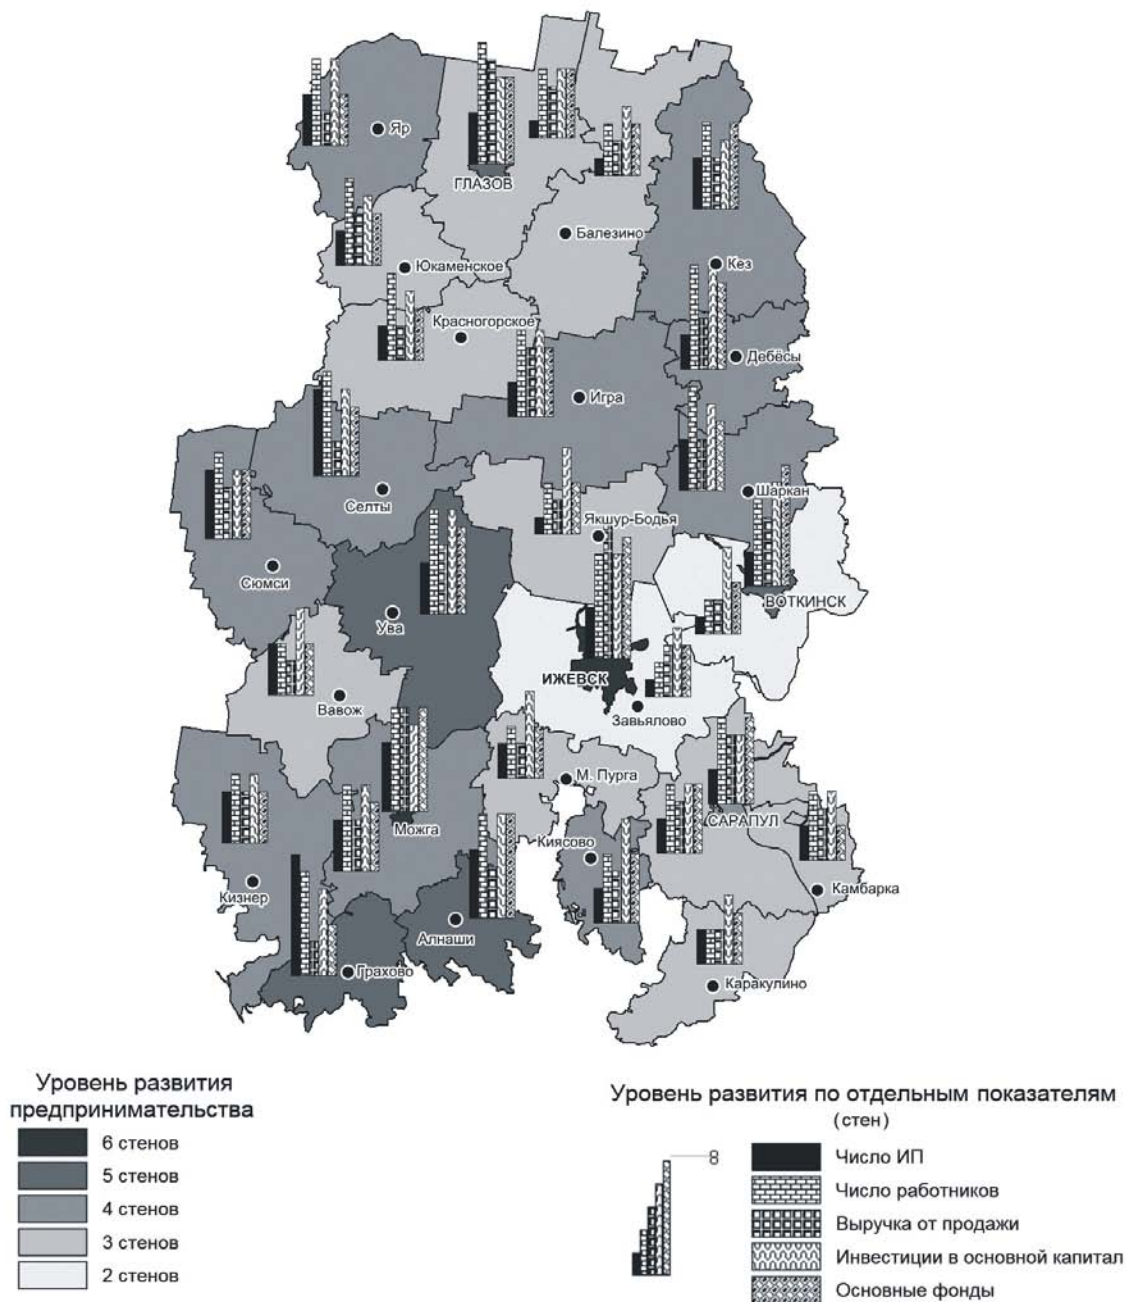 Яр
ГЛАЗОВ
Балезино
Юкаменское
Кез
Красногорское
Дебёсы
Игра
Селты
Шаркан
Якшур-Бодья
Сюмси
Ува
ВОТКИНСК
ИЖЕВСК
Вавож
Завьялово
М. Пурга
Можга
САРАПУЛ
Киясово
Кизнер
Камбарка
Алнаши
Грахово
Каракулино
Уровень развития
предпринимательства
6 стенов
5 стенов
4 стенов
3 стенов
2 стенов
Уровень развития по отдельным показателям
(стен)
8
Число ИП
Число работников
Выручка от продажи
Инвестиции в основной капитал
Основные фонды